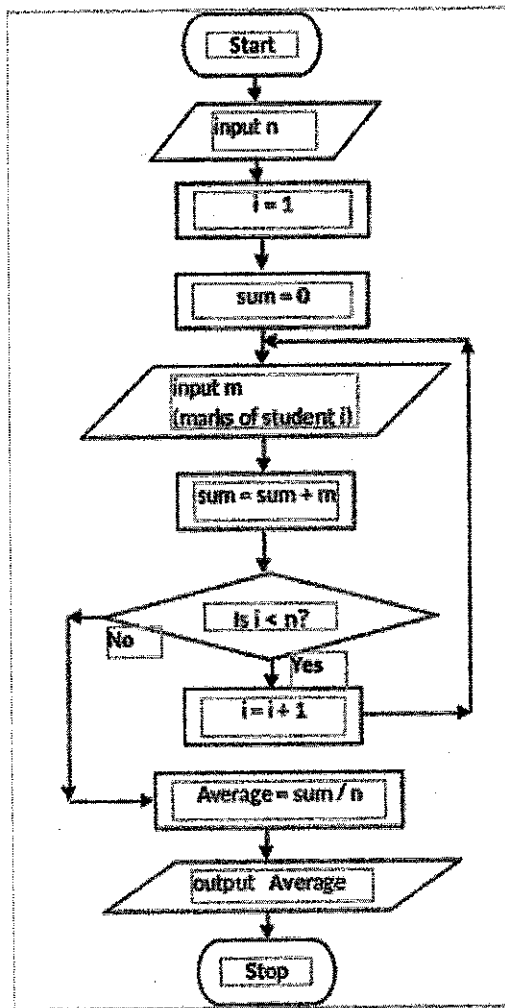 Start
input n
i = 1
sum = 0
input m
(marks of student i)
sum = sum + m
Is i < n?
No
Yes
i = i + 1
Average = sum / n
output Average
Stop